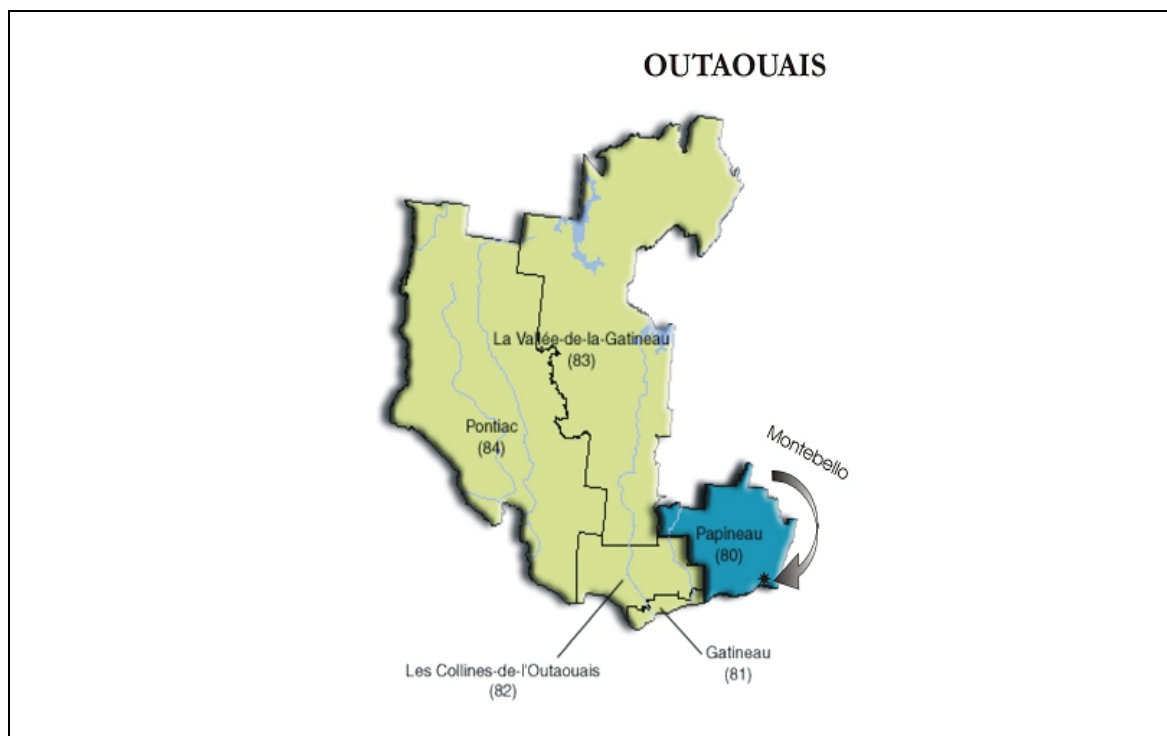 OUTAOUAIS
La Vallée-de-la-Gatineau
(83)
Pontiac
(84)
Montebello
Papineau
(80)
Les Collines-de-l'Outaouais
(82)
Gatineau
(81)